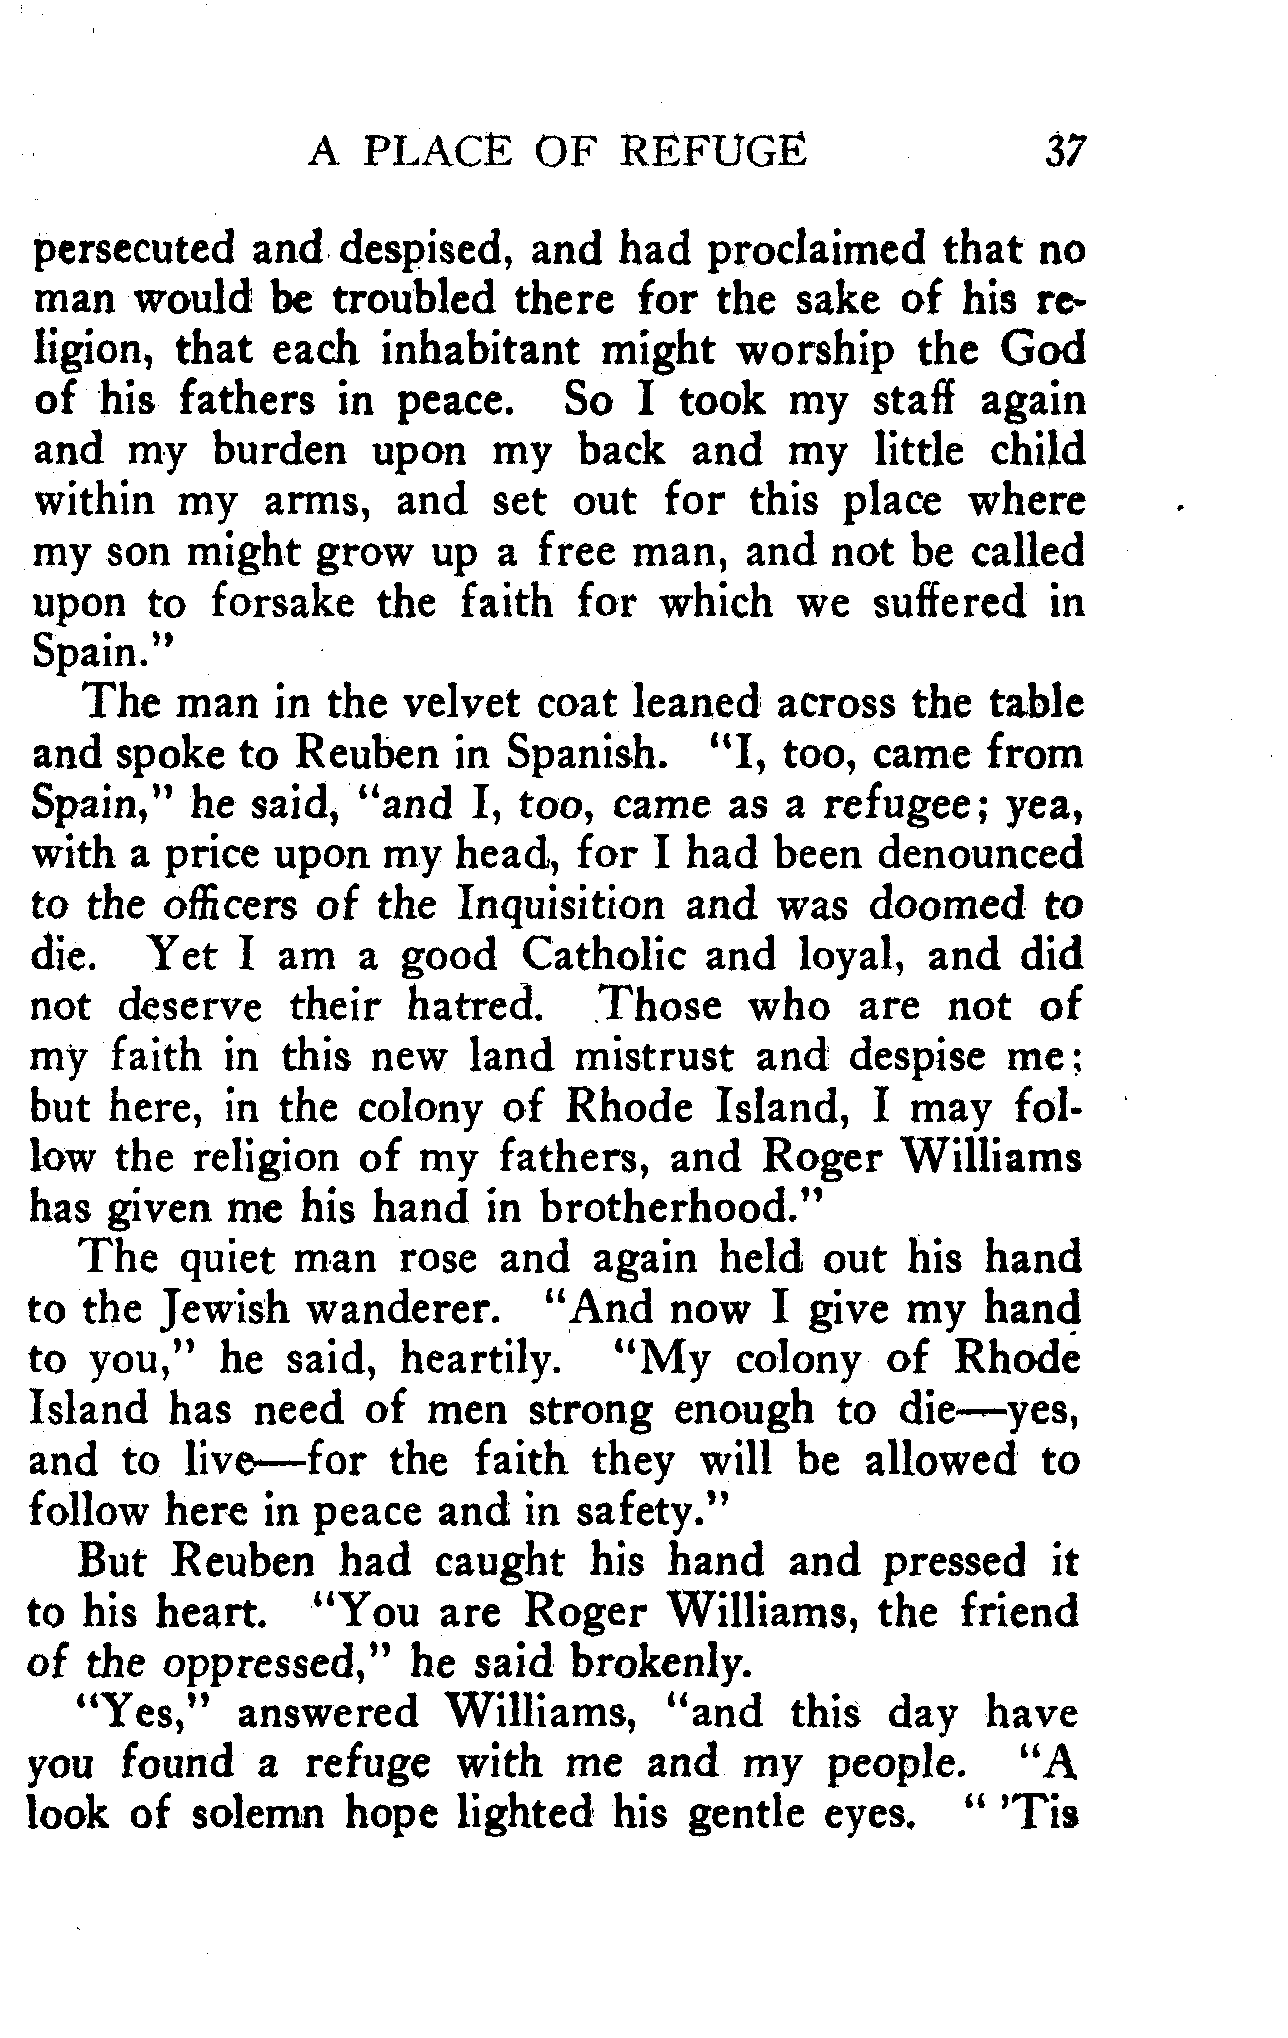 A PLACE OF REFUGE 37
persecuted and despised, and had proclaimed that no
man would be troubled there for the sake of his re-
ligion, that each inhabitant might worship the God
of his fathers in peace. So I took my staff again
and my burden upon my back and my little child
within my arms, and set out for this place where
my son might grow up a free man, and not be called
upon to forsake the faith for which we suffered in
Spain."
The man in the velvet coat leaned across the table
and spoke to Reuben in Spanish. "I, too, came from
Spain," he said, "and I, too, came as a refugee; yea,
with a price upon my head, for I had been denounced
to the officers of the Inquisition and was doomed to
die. Yet I am a good Catholic and loyal, and did
not deserve their hatred. Those who are not of
my faith in this new land mistrust and despise me;
but here, in the colony of Rhode Island, I may fol-
low the religion of my fathers, and Roger Williams
has given me his hand in brotherhood."
The quiet man rose and again held out his hand
to the Jewish wanderer. "And now I give my hand
to you," he said, heartily. "My colony of Rhode
Island has need of men strong enough to die—yes,
and to live—for the faith they will be allowed to
follow here in peace and in safety."
But Reuben had caught his hand and pressed it
to his heart. "You are Roger Williams, the friend
of the oppressed," he said brokenly.
"Yes," answered Williams, "and this day have
you found a refuge with me and my people. "A
look of solemn hope lighted his gentle eyes. " 'Tis